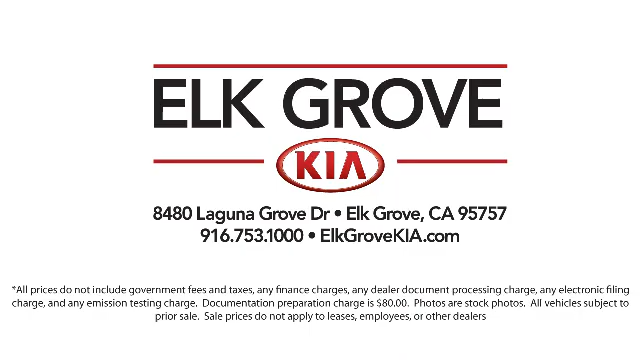 ELK GROVE
KIA
8480 Laguna Grove Dr • Elk Grove, CA 95757
916.753.1000 • ElkGroveKIA.com
*All prices do not include government fees and taxes, any finance charges, any dealer document processing charge, any electronic filing
charge, and any emission testing charge. Documentation preparation charge is $80.00. Photos are stock photos. All vehicles subject to
prior sale. Sale prices do not apply to leases, employees, or other dealers